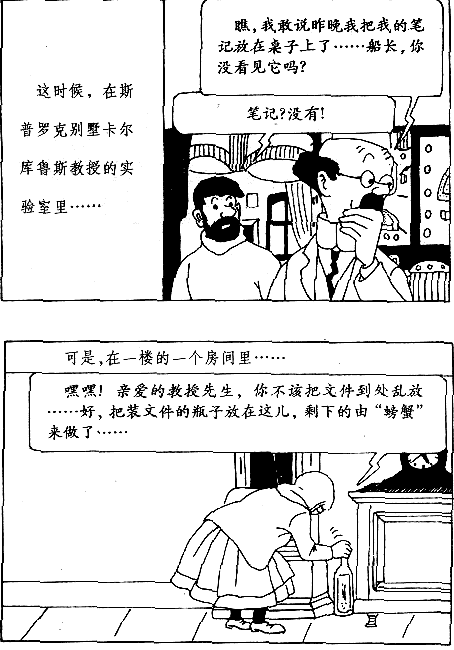 这时候，在斯
普罗克别墅卡尔
库鲁斯教授的实
验室里……
瞧，我敢说昨晚我把我的笔
记放在桌子上了……船长，你
没看见它吗？
笔记？没有！
可是，在一楼的一个房间里……
嘿嘿！亲爱的教授先生，你不该把文件到处乱放
……好，把装文件的瓶子放在这儿，剩下的由“螃蟹”
来做了……